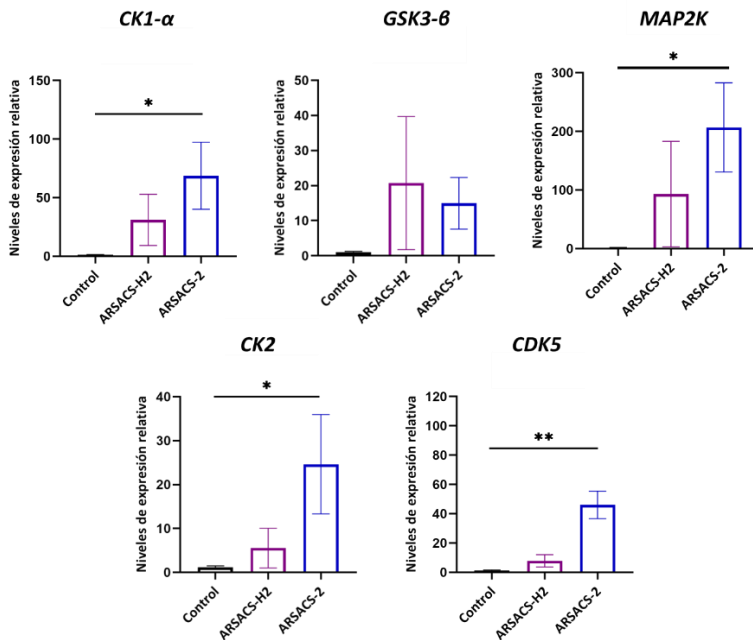 CK1-α
Niveles de expresión relativa
150
100
50
0
*
Control
ARSACS-H2
ARSACS-2
GSK3-β
Niveles de expresión relativa
50
40
30
20
10
0
Control
ARSACS-H2
ARSACS-2
MAP2K
Niveles de expresión relativa
300
200
100
0
*
Control
ARSACS-H2
ARSACS-2
CK2
Niveles de expresión relativa
40
30
20
10
0
*
Control
ARSACS-H2
ARSACS-2
CDK5
Niveles de expresión relativa
120
100
80
60
40
20
0
**
Control
ARSACS-H2
ARSACS-2